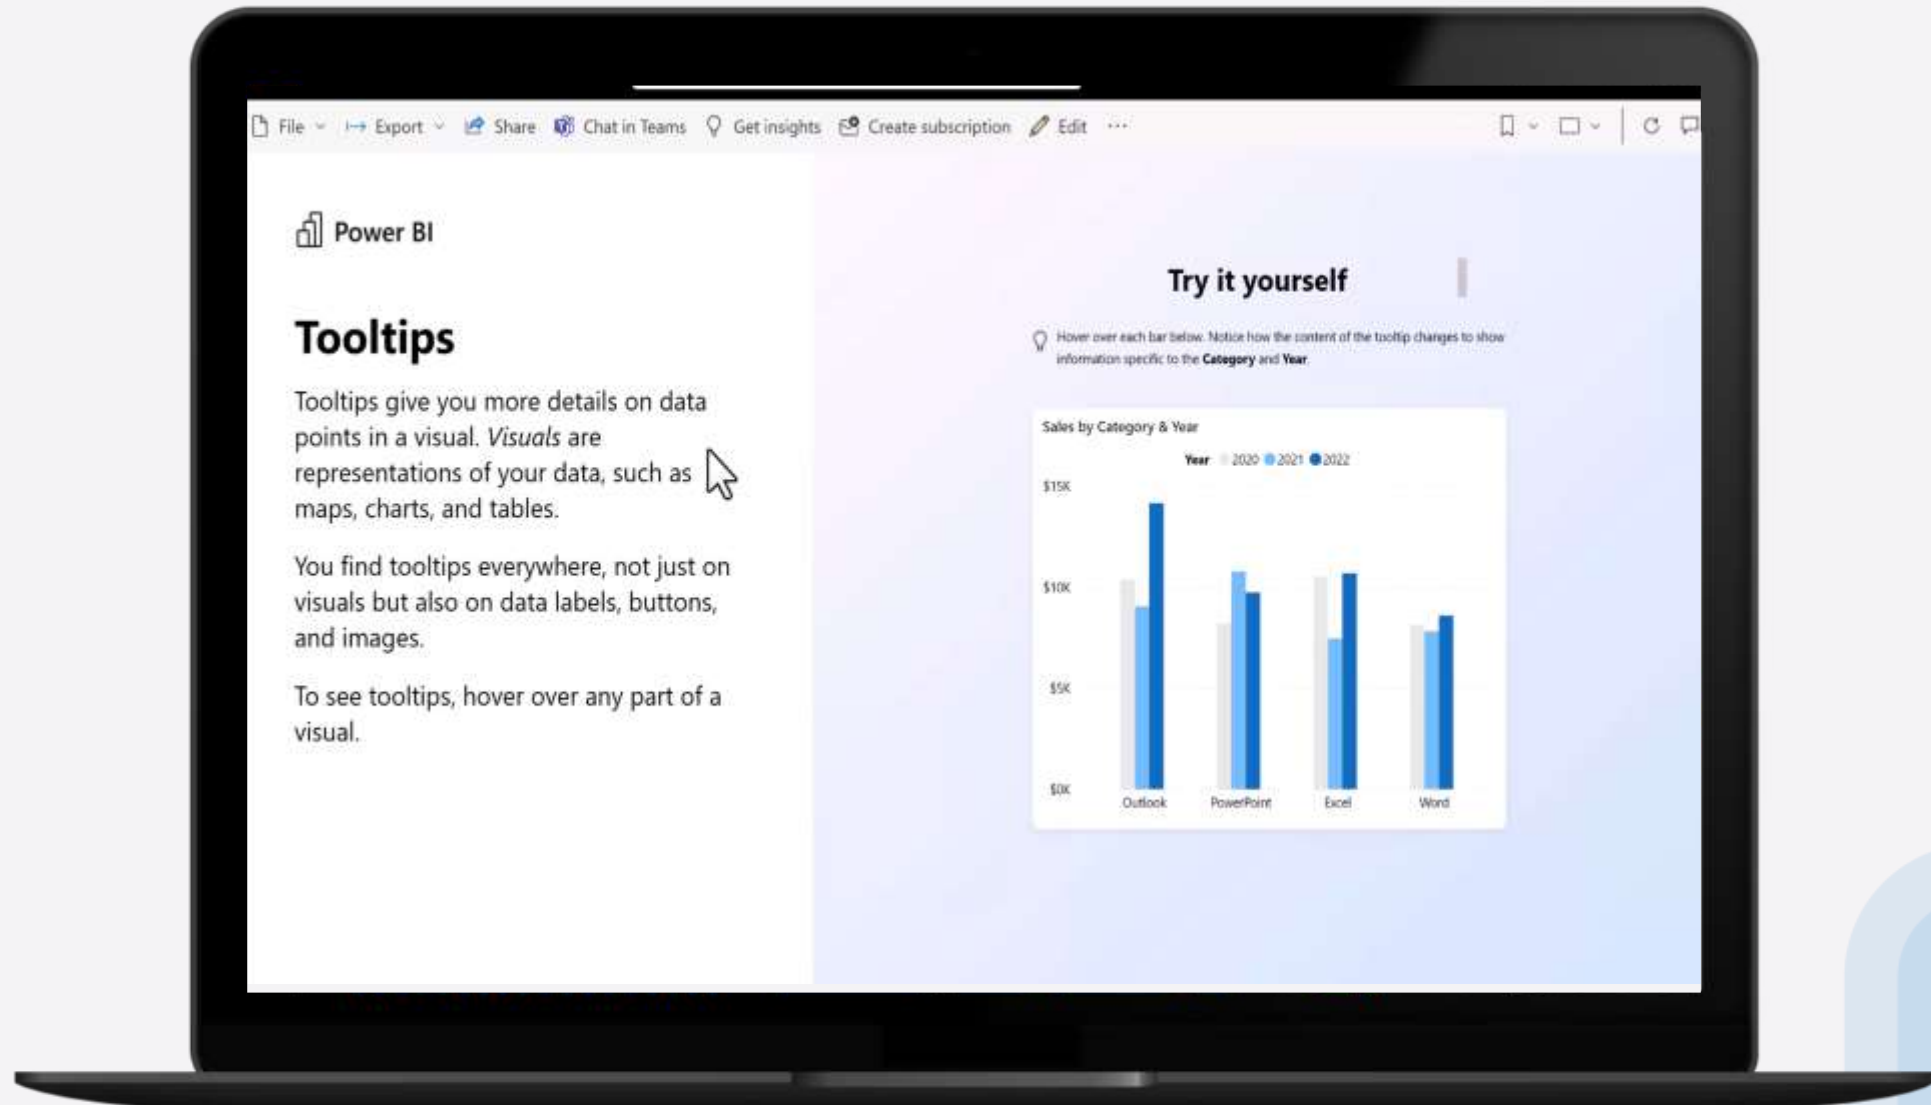 File Export Share Chat in Teams Get insights Create subscription Edit ...
Power BI
Tooltips
Tooltips give you more details on data
points in a visual. Visuals are
representations of your data, such as
maps, charts, and tables.
You find tooltips everywhere, not just on
visuals but also on data labels, buttons,
and images.
To see tooltips, hover over any part of a
visual.
Try it yourself
Hover over each bar below. Notice how the content of the tooltip changes to show
information specific to the Category and Year.
Sales by Category & Year
Year 2020 2021 2022
$15K
$10K
$5K
$0K
Outlook PowerPoint Excel Word